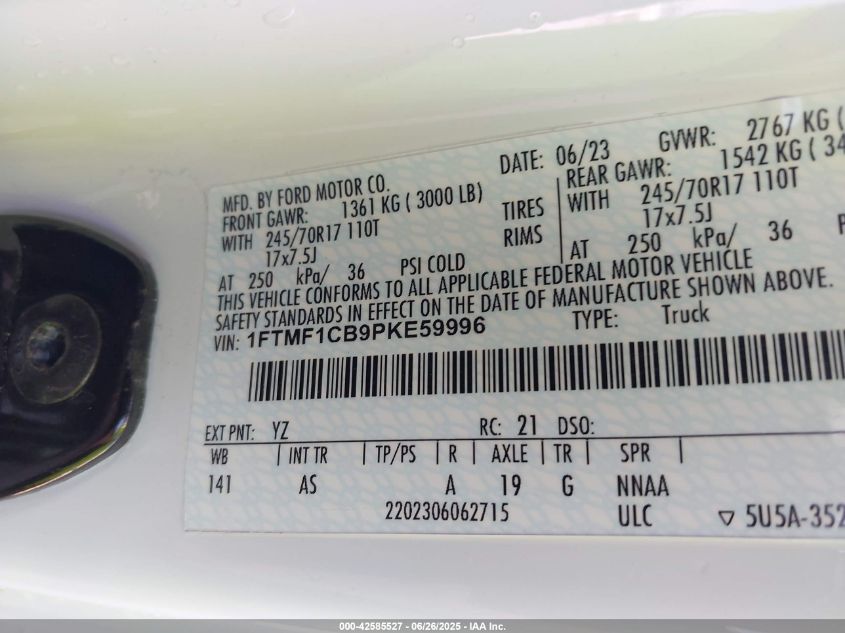 MFD. BY FORD MOTOR CO.
DATE: 06/23
GVWR: 2767 KG (
FRONT GAWR: 1361 KG ( 3000 LB)
REAR GAWR: 1542 KG ( 34
WITH 245/70R17 110T
TIRES
WITH 245/70R17 110T
17x7.5J
RIMS
17x7.5J
AT 250 kPa/ 36 PSI COLD
AT 250 kPa/ 36 P
THIS VEHICLE CONFORMS TO ALL APPLICABLE FEDERAL MOTOR VEHICLE
SAFETY STANDARDS IN EFFECT ON THE DATE OF MANUFACTURE SHOWN ABOVE.
VIN: 1FTMF1CB9PKE59996
TYPE: Truck
EXT PNT: YZ RC: 21 DSO:
WB | INT TR | TP/PS | R | AXLE | TR | SPR |
141 AS A 19 G NNAA
2202306062715 ULC ▽ 5U5A-352
000-42585527 - 06/26/2025 - IAA Inc.